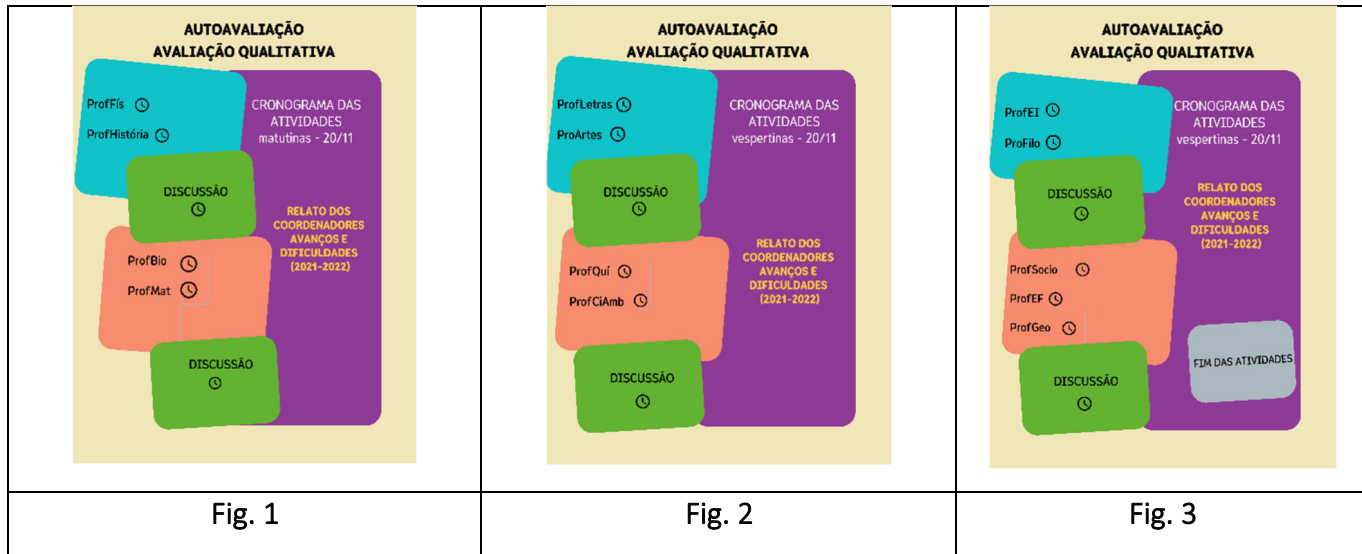 AUTOAVALIAÇÃO
AVALIAÇÃO QUALITATIVA
ProfFís
ProfHistória
CRONOGRAMA DAS
ATIVIDADES
matutinas - 20/11
DISCUSSÃO
RELATO DOS
COORDENADORES
AVANÇOS E
DIFICULDADES
(2021-2022)
ProfBio
ProfMat
DISCUSSÃO
Fig. 1
AUTOAVALIAÇÃO
AVALIAÇÃO QUALITATIVA
ProfLetras
ProArtes
CRONOGRAMA DAS
ATIVIDADES
vespertinas - 20/11
DISCUSSÃO
RELATO DOS
COORDENADORES
AVANÇOS E
DIFICULDADES
(2021-2022)
ProfQuí
ProfCiAmb
DISCUSSÃO
Fig. 2
AUTOAVALIAÇÃO
AVALIAÇÃO QUALITATIVA
ProfEI
ProFilo
CRONOGRAMA DAS
ATIVIDADES
vespertinas - 20/11
DISCUSSÃO
RELATO DOS
COORDENADORES
AVANÇOS E
DIFICULDADES
(2021-2022)
ProfSocio
ProfEF
ProfGeo
FIM DAS ATIVIDADES
DISCUSSÃO
Fig. 3